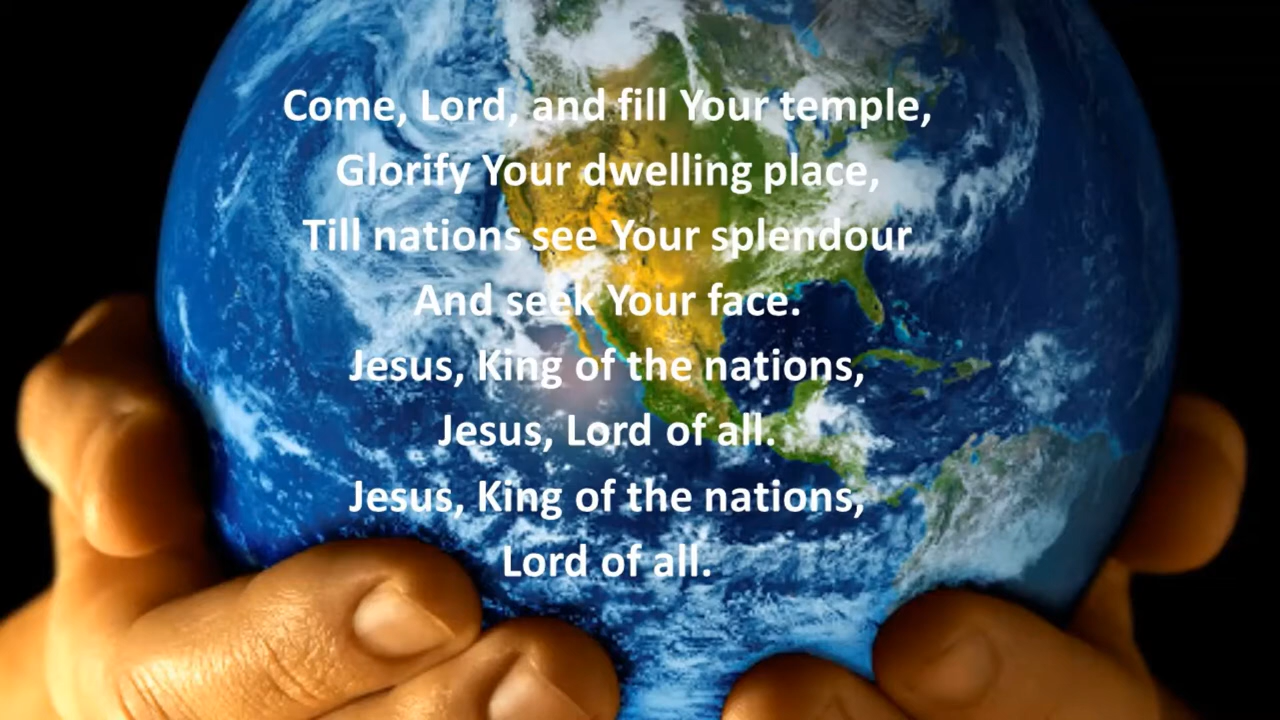 Come, Lord, and fill Your temple,
Glorify Your dwelling place,
Till nations see Your splendour
And seek Your face.
Jesus, King of the nations,
Jesus, Lord of all.
Jesus, King of the nations,
Lord of all.